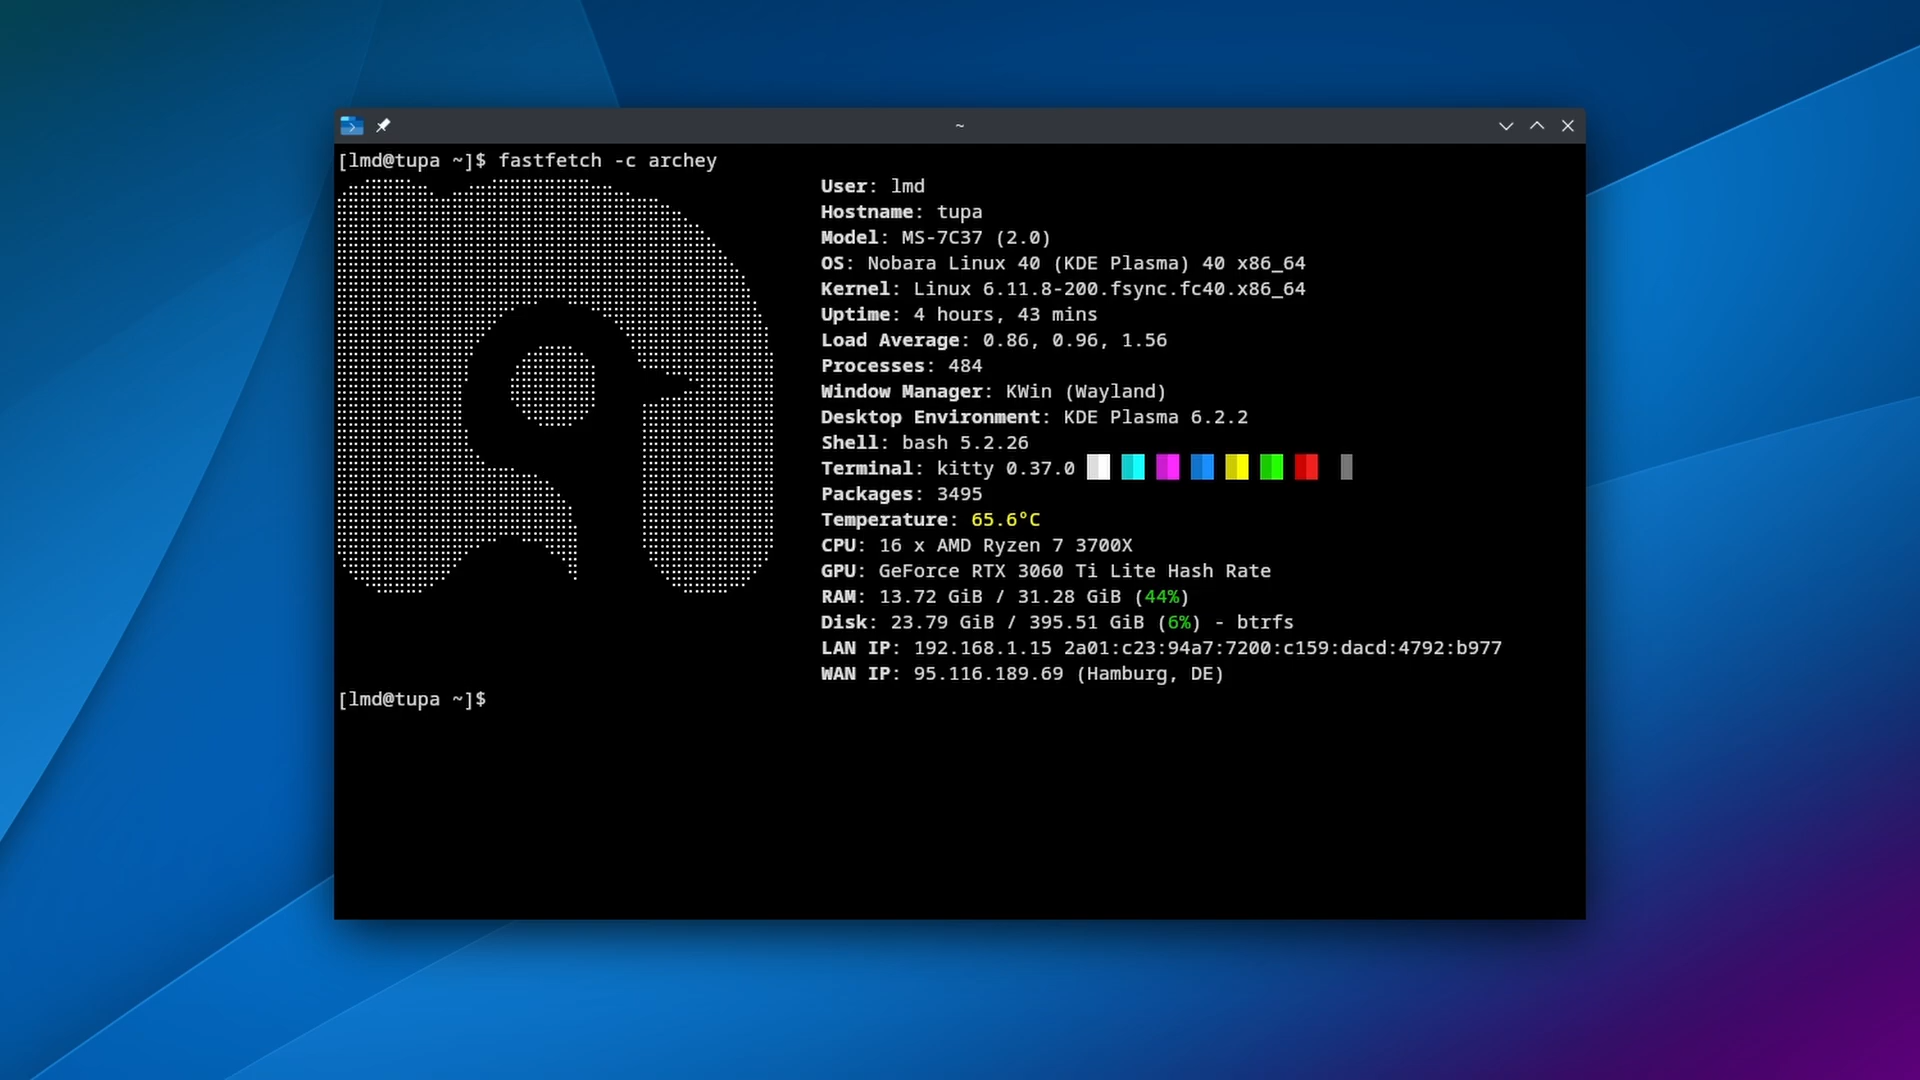 ~
[lmd@tupa ~]$ fastfetch -c archey
User: lmd
Hostname: tupa
Model: MS-7C37 (2.0)
OS: Nobara Linux 40 (KDE Plasma) 40 x86_64
Kernel: Linux 6.11.8-200.fsync.fc40.x86_64
Uptime: 4 hours, 43 mins
Load Average: 0.86, 0.96, 1.56
Processes: 484
Window Manager: KWin (Wayland)
Desktop Environment: KDE Plasma 6.2.2
Shell: bash 5.2.26
Terminal: kitty 0.37.0
Packages: 3495
Temperature: 65.6°C
CPU: 16 x AMD Ryzen 7 3700X
GPU: GeForce RTX 3060 Ti Lite Hash Rate
RAM: 13.72 GiB / 31.28 GiB (44%)
Disk: 23.79 GiB / 395.51 GiB (6%) - btrfs
LAN IP: 192.168.1.15 2a01:c23:94a7:7200:c159:dacd:4792:b977
WAN IP: 95.116.189.69 (Hamburg, DE)
[lmd@tupa ~]$